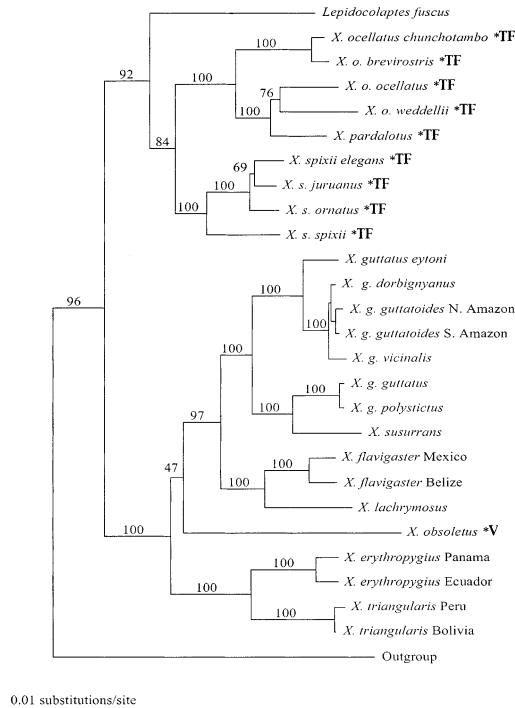 Lepidocolaptes fuscus
X. ocellatus chunchotambo *TF
100
X. o. brevirostris *TF
92
100
X. o. ocellatus *TF
76
X. o. weddellii *TF
100
X. pardalotus *TF
84
X. spixii elegans *TF
69
X. s. juruanus *TF
100
X. s. ornatus *TF
100
X. s. spixii *TF
X. guttatus eytoni
X. g. dorbignyanus
100
X. g. guttatoides N. Amazon
96
100
X. g. guttatoides S. Amazon
100
X. g. vicinalis
X. g. guttatus
100
X. g. polystictus
100
97
X. susurrans
X. flavigaster Mexico
47
100
X. flavigaster Belize
100
X. lachrymosus
X. obsoletus *V
100
X. erythropygius Panama
100
X. erythropygius Ecuador
100
X. triangularis Peru
100
X. triangularis Bolivia
Outgroup
0.01 substitutions/site